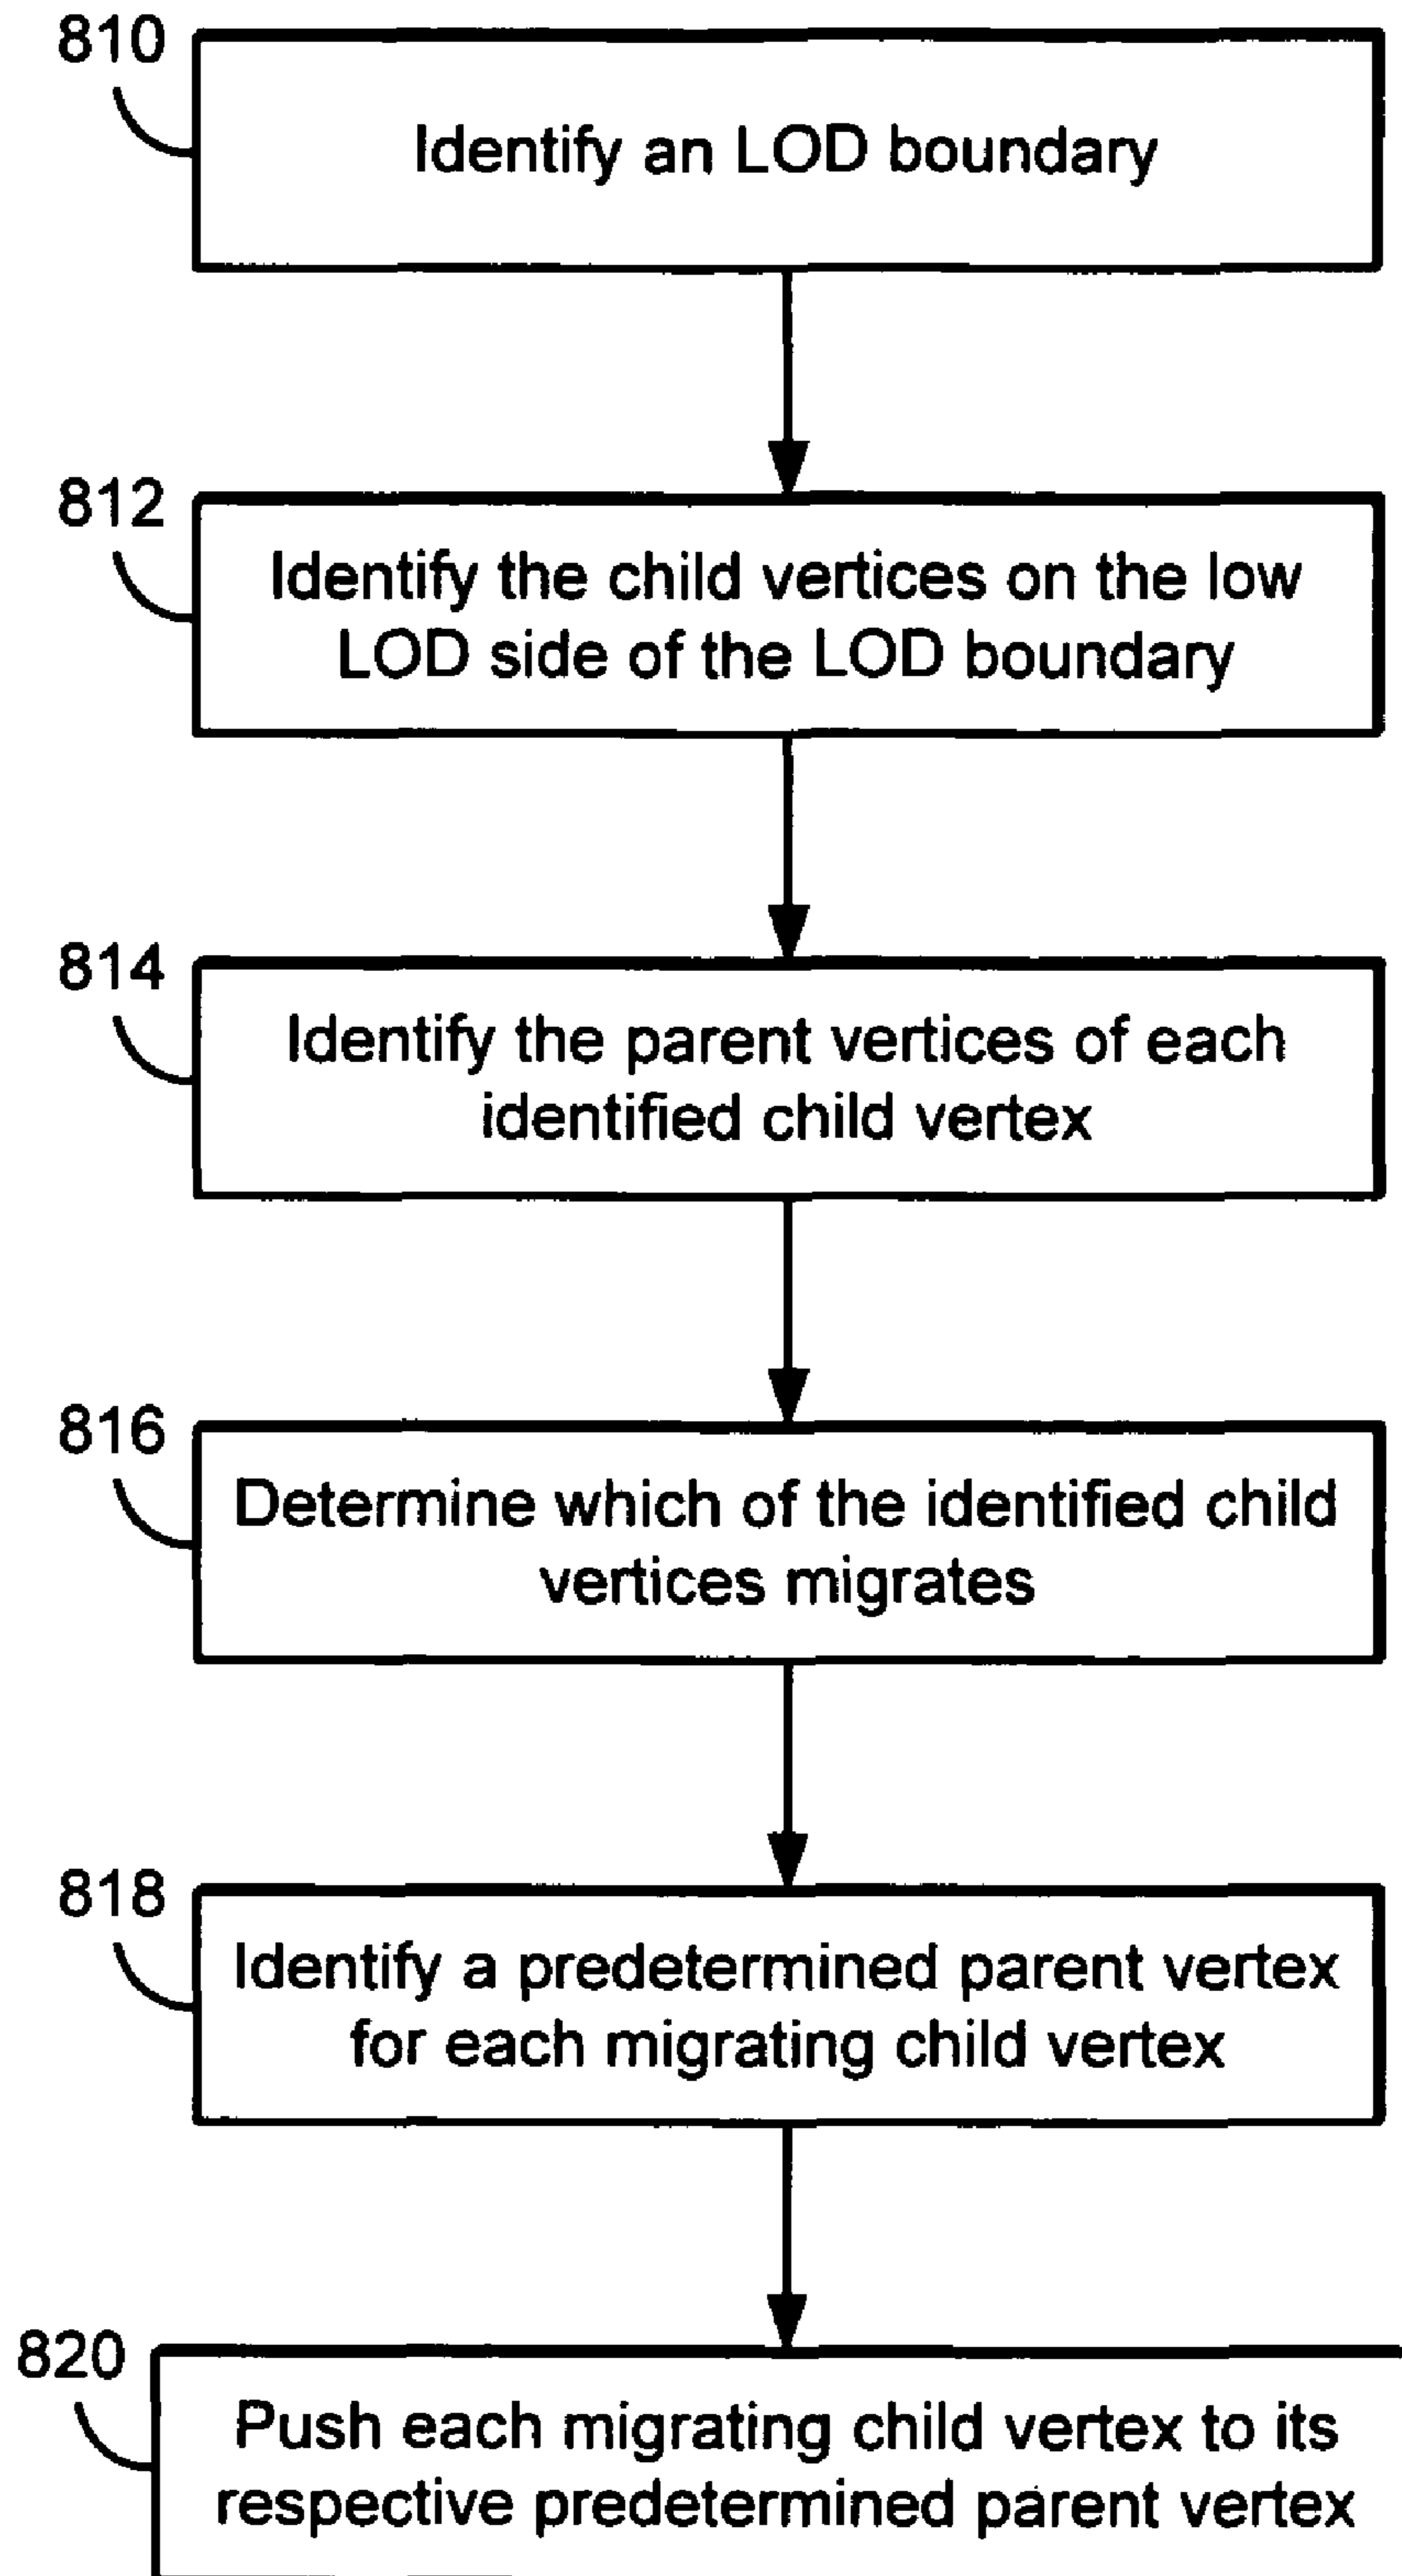 810
Identify an LOD boundary
812
Identify the child vertices on the low
LOD side of the LOD boundary
814
Identify the parent vertices of each
identified child vertex
816
Determine which of the identified child
vertices migrates
818
Identify a predetermined parent vertex
for each migrating child vertex
820
Push each migrating child vertex to its
respective predetermined parent vertex